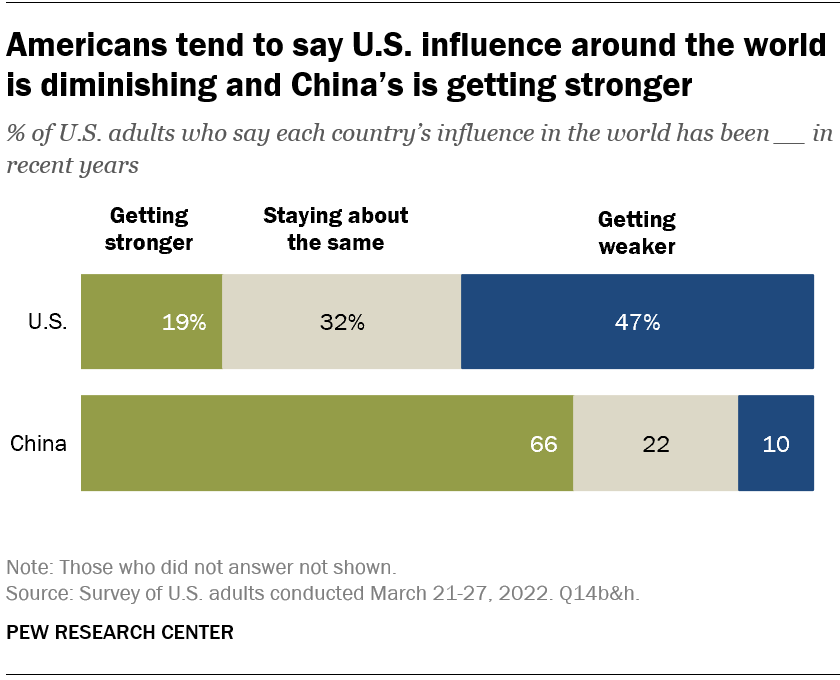 Americans tend to say U.S. influence around the world
is diminishing and China’s is getting stronger
% of U.S. adults who say each country’s influence in the world has been __ in
recent years
Getting
stronger
Staying about
the same
Getting
weaker
U.S.
19%
32%
47%
China
66
22
10
Note: Those who did not answer not shown.
Source: Survey of U.S. adults conducted March 21-27, 2022. Q14b&h.
PEW RESEARCH CENTER